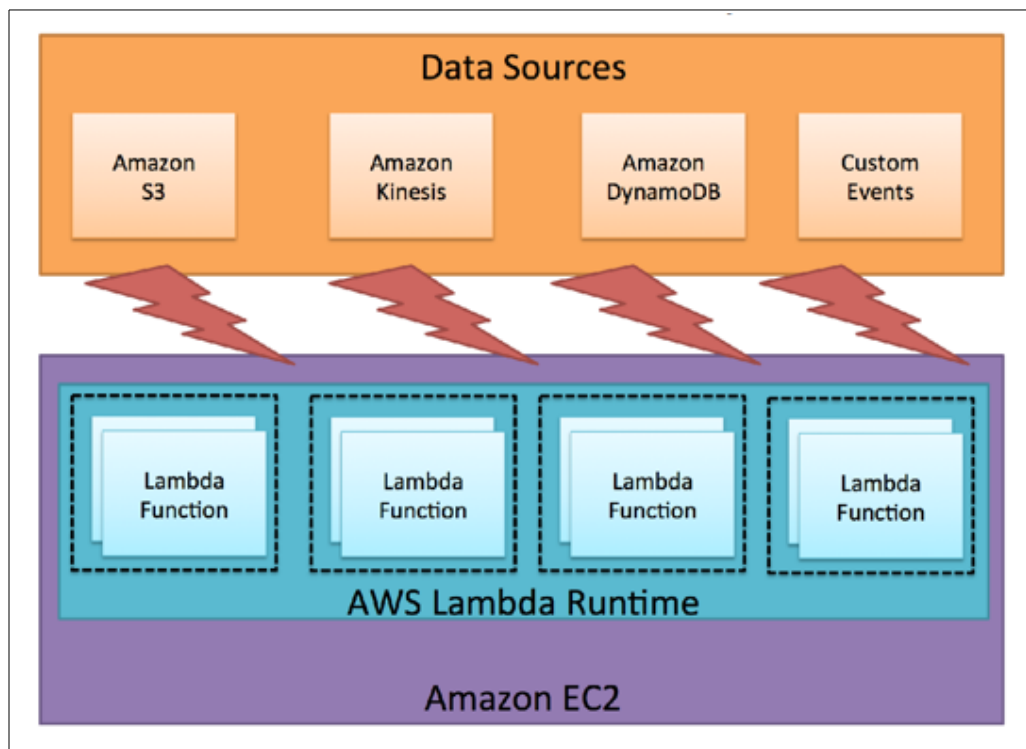 Data Sources
Amazon
S3
Amazon
Kinesis
Amazon
DynamoDB
Custom
Events
Lambda
Function
Lambda
Function
Lambda
Function
Lambda
Function
AWS Lambda Runtime
Amazon EC2